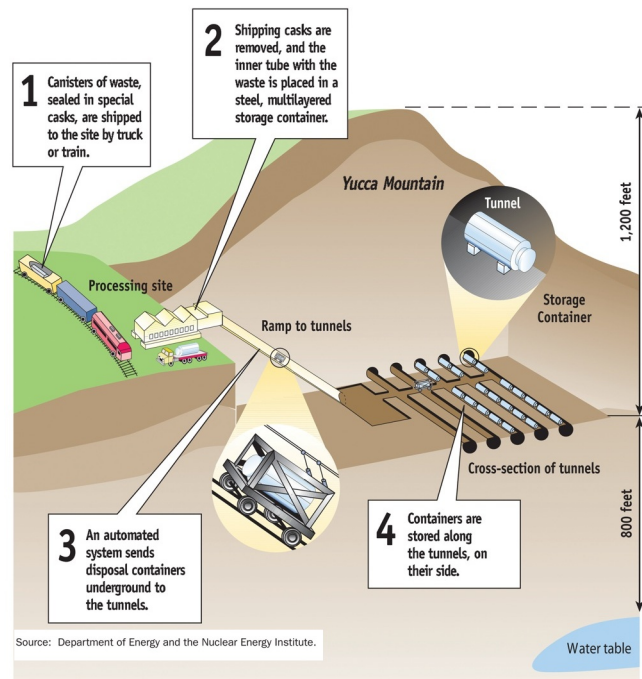 1
Canisters of waste,
sealed in special
casks, are shipped
to the site by truck
or train.
2
Shipping casks are
removed, and the
inner tube with the
waste is placed in a
steel, multilayered
storage container.
Yucca Mountain
1,200 feet
Tunnel
Processing site
Storage
Container
Ramp to tunnels
Cross-section of tunnels
800 feet
3
An automated
system sends
disposal containers
underground to
the tunnels.
4
Containers are
stored along
the tunnels, on
their side.
Source: Department of Energy and the Nuclear Energy Institute.
Water table